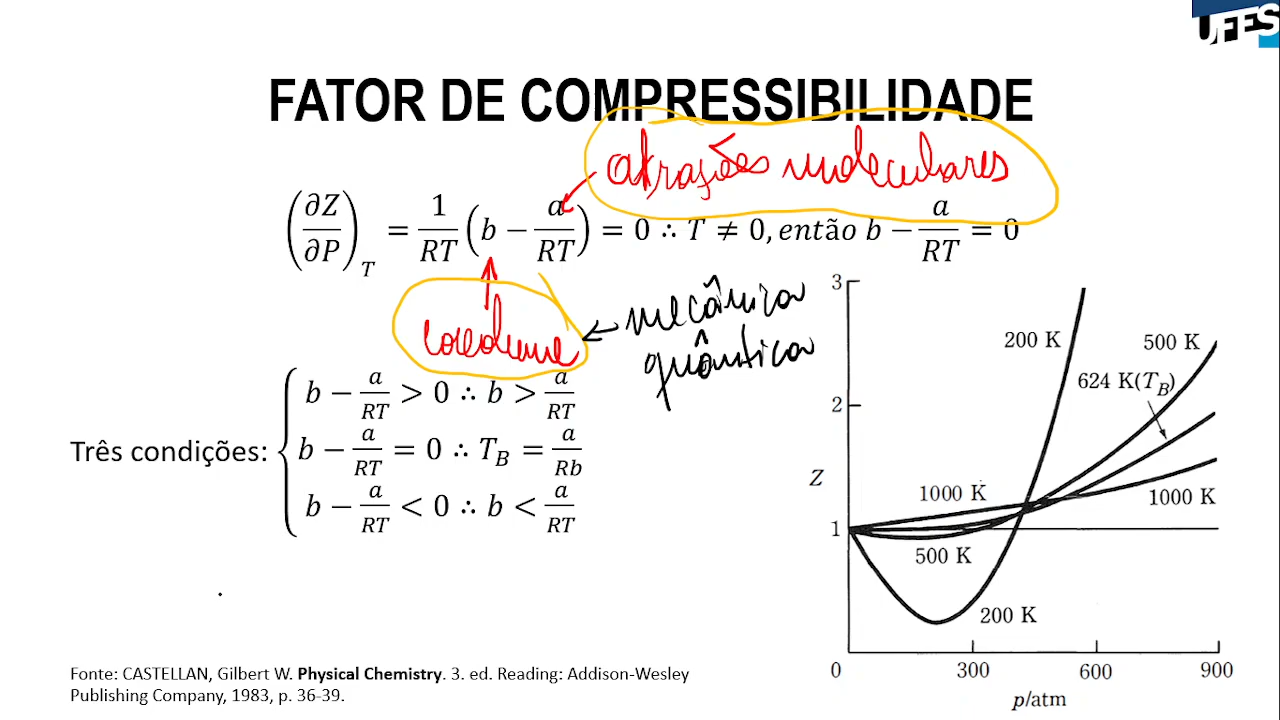 UFES
FATOR DE COMPRESSIBILIDADE
atrações moleculares
(∂Z/∂P)_T = 1/RT (b − a/RT) = 0 ∴ T ≠ 0, então b − a/RT = 0
covolume
mecânica
quântica
Três condições:
b − a/RT > 0 ∴ b > a/RT
b − a/RT = 0 ∴ T_B = a/Rb
b − a/RT < 0 ∴ b < a/RT
3
200 K
500 K
624 K(T_B)
2
Z
1000 K
1000 K
1
500 K
200 K
0 300 600 900
p/atm
Fonte: CASTELLAN, Gilbert W. Physical Chemistry. 3. ed. Reading: Addison-Wesley
Publishing Company, 1983, p. 36-39.